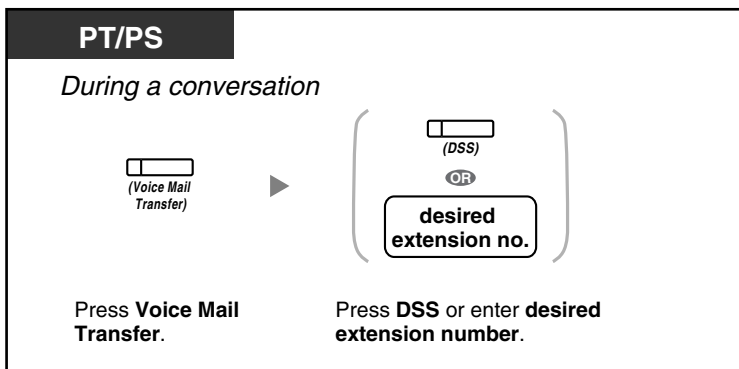 PT/PS
During a conversation
(Voice Mail
Transfer)
(DSS)
OR
desired
extension no.
Press Voice Mail
Transfer.
Press DSS or enter desired
extension number.